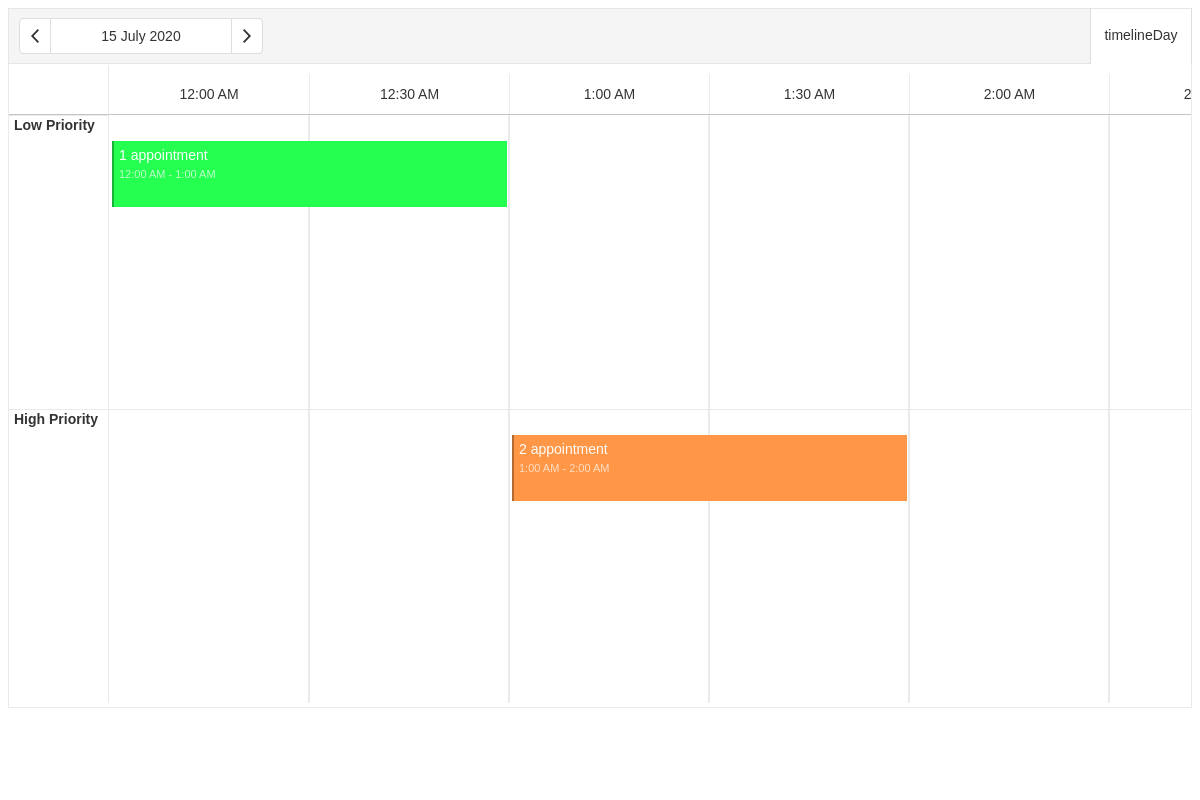 15 July 2020
timelineDay
12:00 AM
12:30 AM
1:00 AM
1:30 AM
2:00 AM
2
Low Priority
1 appointment
12:00 AM - 1:00 AM
High Priority
2 appointment
1:00 AM - 2:00 AM